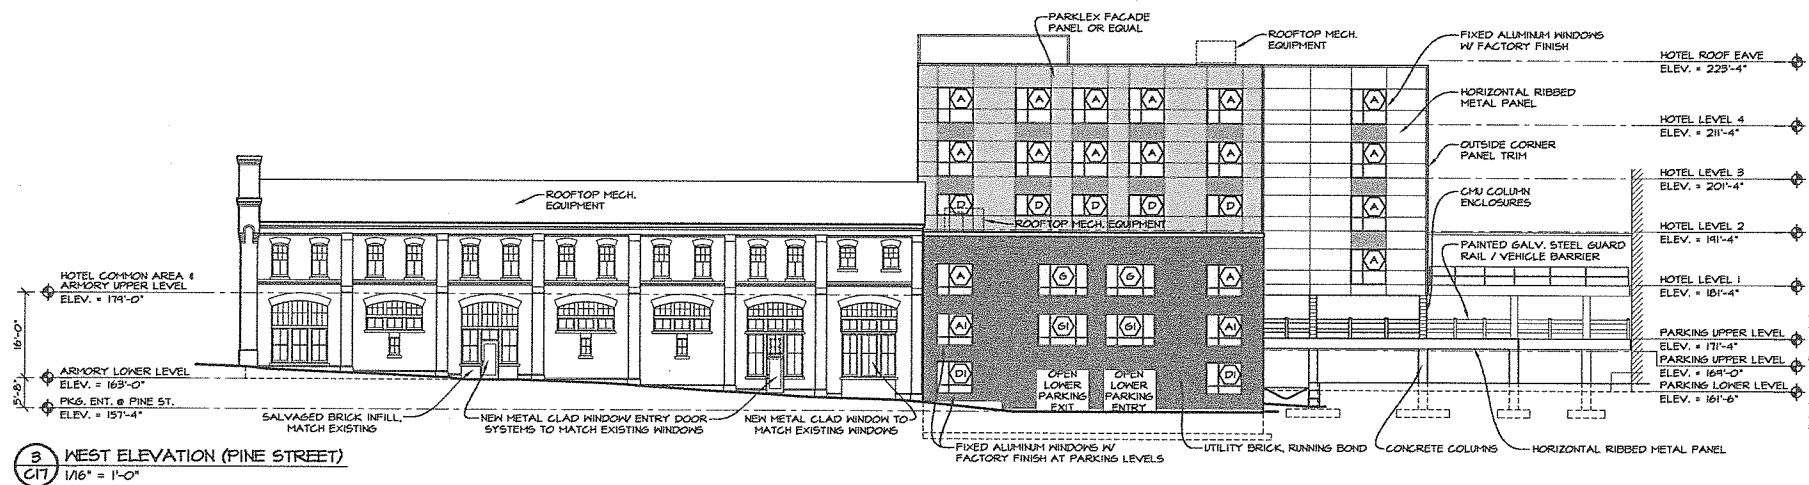 PARKLEX FACADE
PANEL OR EQUAL
ROOFTOP MECH.
EQUIPMENT
FIXED ALUMINUM WINDOWS
W/ FACTORY FINISH
HOTEL ROOF EAVE
ELEV. = 223'-4"
HORIZONTAL RIBBED
METAL PANEL
HOTEL LEVEL 4
ELEV. = 211'-4"
OUTSIDE CORNER
PANEL TRIM
HOTEL LEVEL 3
ELEV. = 201'-4"
CMU COLUMN
ENCLOSURES
HOTEL LEVEL 2
ELEV. = 191'-4"
PAINTED GALV. STEEL GUARD
RAIL / VEHICLE BARRIER
HOTEL LEVEL 1
ELEV. = 181'-4"
PARKING UPPER LEVEL
ELEV. = 171'-4"
PARKING UPPER LEVEL
ELEV. = 169'-0"
PARKING LOWER LEVEL
ELEV. = 161'-6"
A A A A A A
A A A A A A
D D D D D A
ROOFTOP MECH. EQUIPMENT
A G G A A
A1 G1 G1 A1
D1 D1
OPEN
LOWER
PARKING
EXIT
OPEN
LOWER
PARKING
ENTRY
ROOFTOP MECH.
EQUIPMENT
HOTEL COMMON AREA &
ARMORY UPPER LEVEL
ELEV. = 179'-0"
16'-0"
ARMORY LOWER LEVEL
ELEV. = 163'-0"
5'-8"
PKG. ENT. @ PINE ST.
ELEV. = 157'-4"
SALVAGED BRICK INFILL,
MATCH EXISTING
NEW METAL CLAD WINDOW/ ENTRY DOOR
SYSTEMS TO MATCH EXISTING WINDOWS
NEW METAL CLAD WINDOW TO
MATCH EXISTING WINDOWS
FIXED ALUMINUM WINDOWS W/
FACTORY FINISH AT PARKING LEVELS
UTILITY BRICK, RUNNING BOND
CONCRETE COLUMNS
HORIZONTAL RIBBED METAL PANEL
3
C17
WEST ELEVATION (PINE STREET)
1/16" = 1'-0"